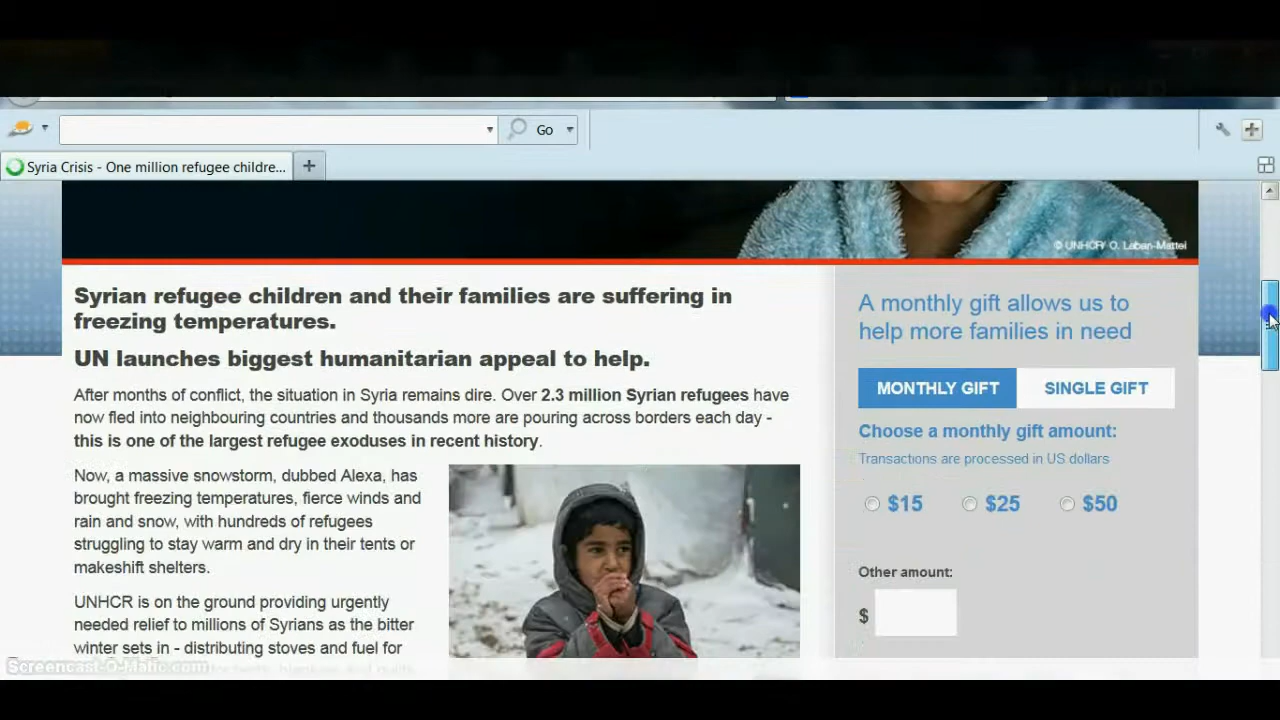 Go
Syria Crisis - One million refugee childre...
© UNHCR/ O. Laban-Mattei
Syrian refugee children and their families are suffering in
freezing temperatures.
UN launches biggest humanitarian appeal to help.
After months of conflict, the situation in Syria remains dire. Over 2.3 million Syrian refugees have
now fled into neighbouring countries and thousands more are pouring across borders each day -
this is one of the largest refugee exoduses in recent history.
Now, a massive snowstorm, dubbed Alexa, has
brought freezing temperatures, fierce winds and
rain and snow, with hundreds of refugees
struggling to stay warm and dry in their tents or
makeshift shelters.
UNHCR is on the ground providing urgently
needed relief to millions of Syrians as the bitter
winter sets in - distributing stoves and fuel for
A monthly gift allows us to
help more families in need
MONTHLY GIFT
SINGLE GIFT
Choose a monthly gift amount:
Transactions are processed in US dollars
$15
$25
$50
Other amount:
$
Screencast-O-Matic.com